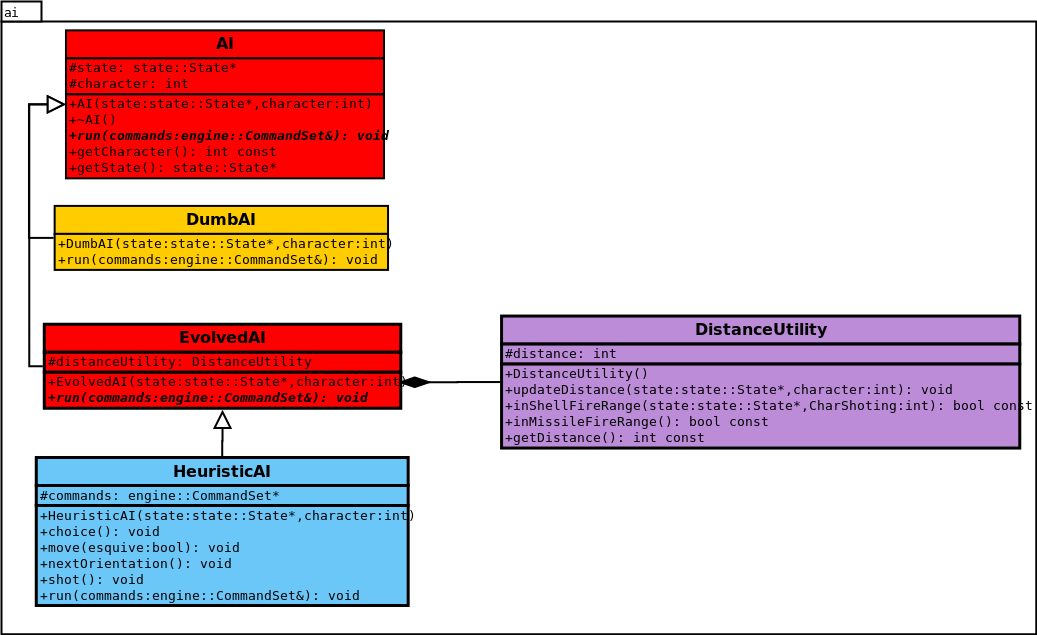 ai
AI
#state: state::State*
#character: int
+AI(state:state::State*,character:int)
+~AI()
+run(commands:engine::CommandSet&): void
+getCharacter(): int const
+getState(): state::State*
DumbAI
+DumbAI(state:state::State*,character:int)
+run(commands:engine::CommandSet&): void
EvolvedAI
#distanceUtility: DistanceUtility
+EvolvedAI(state:state::State*,character:int)
+run(commands:engine::CommandSet&): void
DistanceUtility
#distance: int
+DistanceUtility()
+updateDistance(state:state::State*,character:int): void
+inShellFireRange(state:state::State*,CharShoting:int): bool const
+inMissileFireRange(): bool const
+getDistance(): int const
HeuristicAI
#commands: engine::CommandSet*
+HeuristicAI(state:state::State*,character:int)
+choice(): void
+move(esquive:bool): void
+nextOrientation(): void
+shot(): void
+run(commands:engine::CommandSet&): void